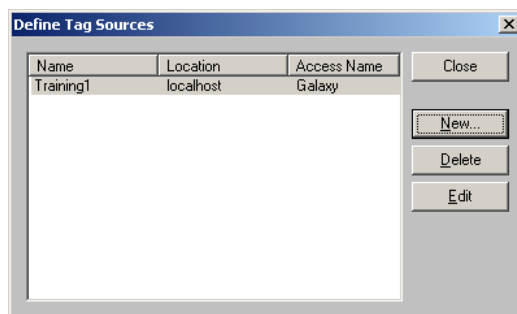 Define Tag Sources
Name Location Access Name
Training1 localhost Galaxy
Close
New...
Delete
Edit